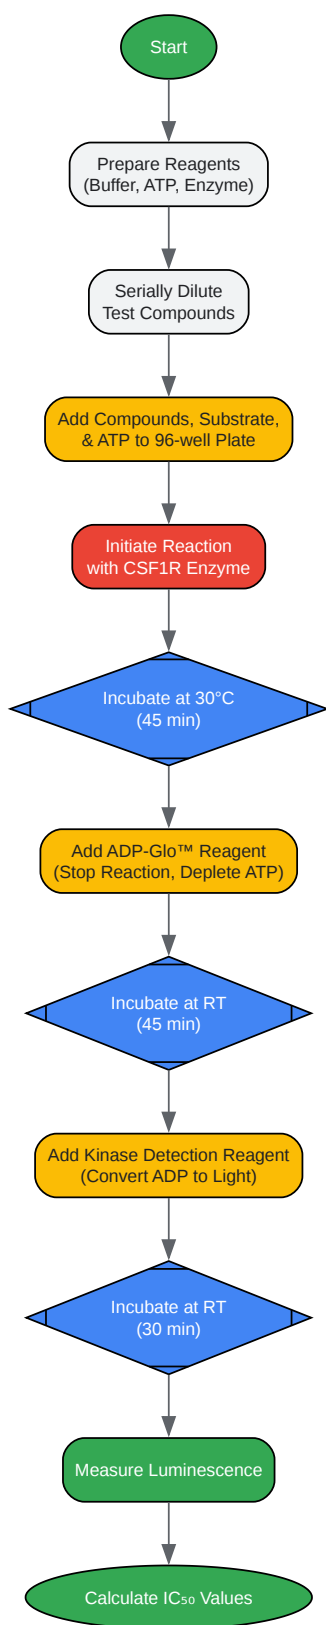 Start
Prepare Reagents
(Buffer, ATP, Enzyme)
Serially Dilute
Test Compounds
Add Compounds, Substrate,
& ATP to 96-well Plate
Initiate Reaction
with CSF1R Enzyme
Incubate at 30°C
(45 min)
Add ADP-Glo™ Reagent
(Stop Reaction, Deplete ATP)
Incubate at RT
(45 min)
Add Kinase Detection Reagent
(Convert ADP to Light)
Incubate at RT
(30 min)
Measure Luminescence
Calculate IC₅₀ Values